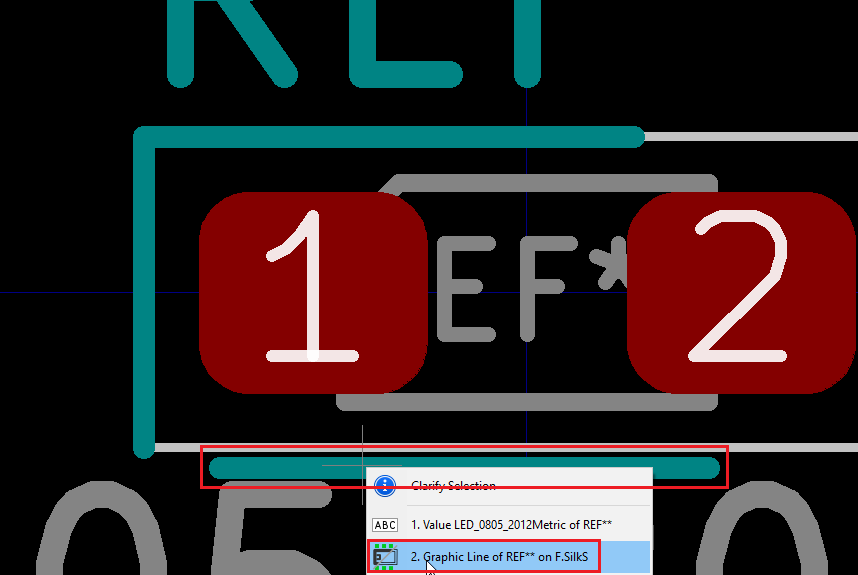 REF
1
EF*
2
05
0
Clarify Selection
ABC
1. Value LED_0805_2012Metric of REF**
2. Graphic Line of REF** on F.SilkS